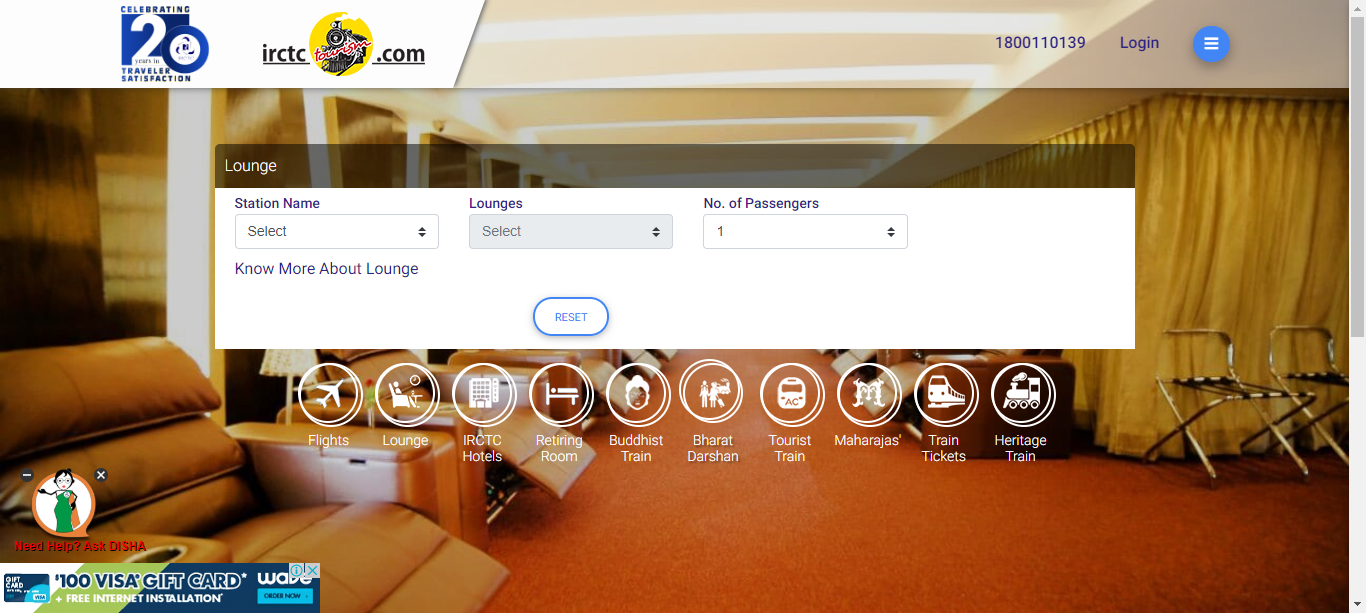 CELEBRATING
20
years in
TRAVELER
SATISFACTION
irctc tourism .com
1800110139
Login
Lounge
Station Name
Lounges
No. of Passengers
Select
Select
1
Know More About Lounge
RESET
AC
Flights
Lounge
IRCTC
Hotels
Retiring
Room
Buddhist
Train
Bharat
Darshan
Tourist
Train
Maharajas'
Train
Tickets
Heritage
Train
Need Help? Ask DISHA
GIFT
CARD
VISA
$100 VISA® GIFT CARD*
+ FREE INTERNET INSTALLATION*
wave
ORDER NOW